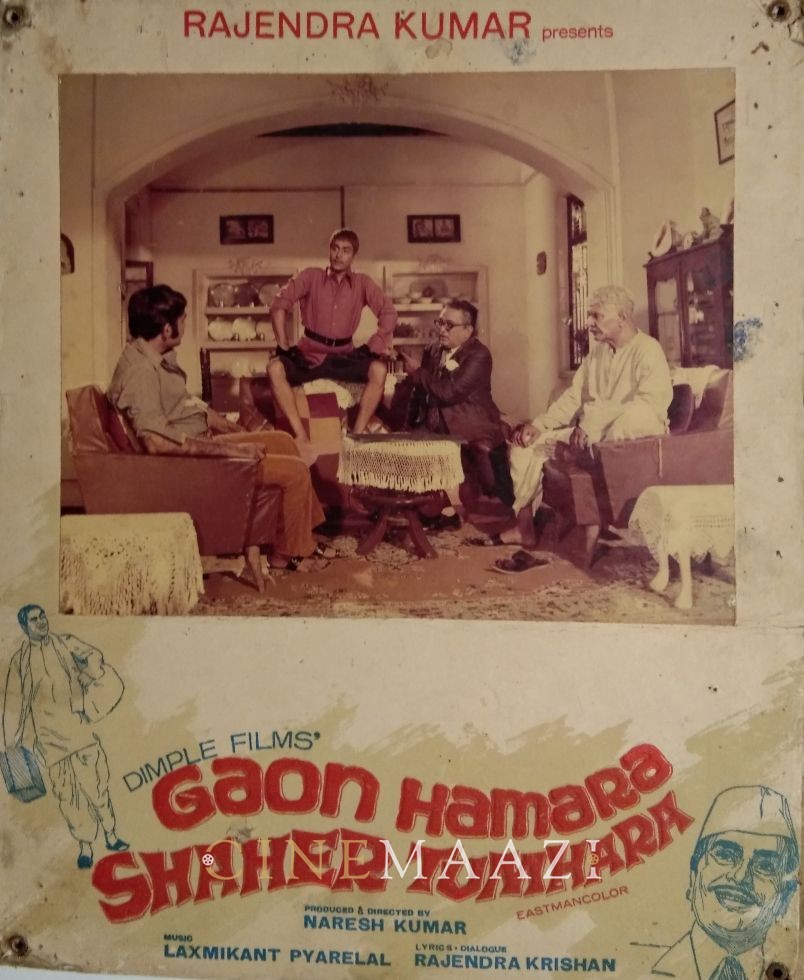 RAJENDRA KUMAR presents
DIMPLE FILMS'
GAON HAMARA
SHAHER TUMHARA
CINEMAAZI
EASTMANCOLOR
PRODUCED & DIRECTED BY
NARESH KUMAR
MUSIC
LAXMIKANT PYARELAL
LYRICS • DIALOGUE
RAJENDRA KRISHAN